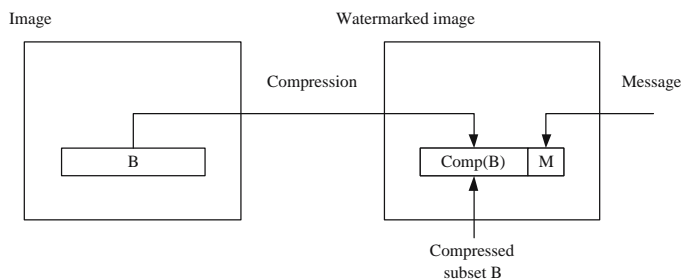 Image
Watermarked image
Compression
Message
B
Comp(B)
M
Compressed
subset B